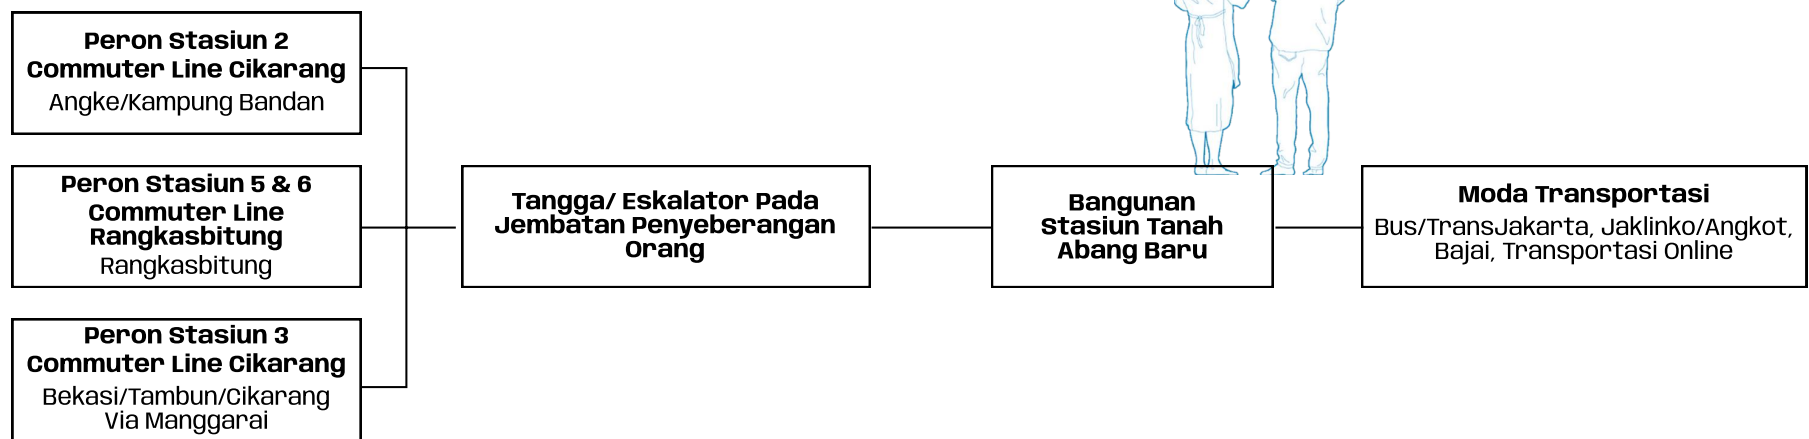 Peron Stasiun 2
Commuter Line Cikarang
Angke/Kampung Bandan
Peron Stasiun 5 & 6
Commuter Line
Rangkasbitung
Rangkasbitung
Peron Stasiun 3
Commuter Line Cikarang
Bekasi/Tambun/Cikarang
Via Manggarai
Tangga/ Eskalator Pada
Jembatan Penyeberangan
Orang
Bangunan
Stasiun Tanah
Abang Baru
Moda Transportasi
Bus/TransJakarta, Jaklinko/Angkot,
Bajai, Transportasi Online